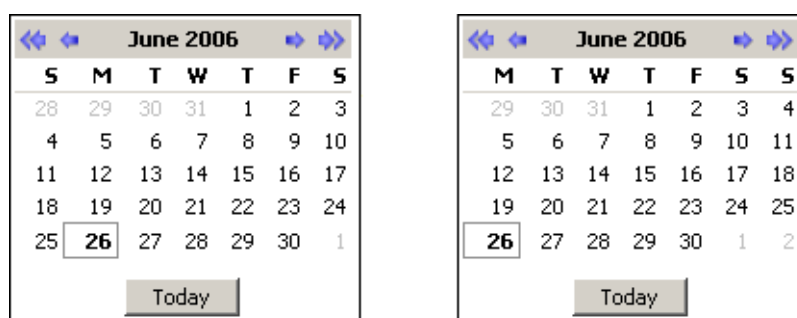 June 2006
S M T W T F S
28 29 30 31 1 2 3
4 5 6 7 8 9 10
11 12 13 14 15 16 17
18 19 20 21 22 23 24
25 26 27 28 29 30 1
Today
June 2006
M T W T F S S
29 30 31 1 2 3 4
5 6 7 8 9 10 11
12 13 14 15 16 17 18
19 20 21 22 23 24 25
26 27 28 29 30 1 2
Today